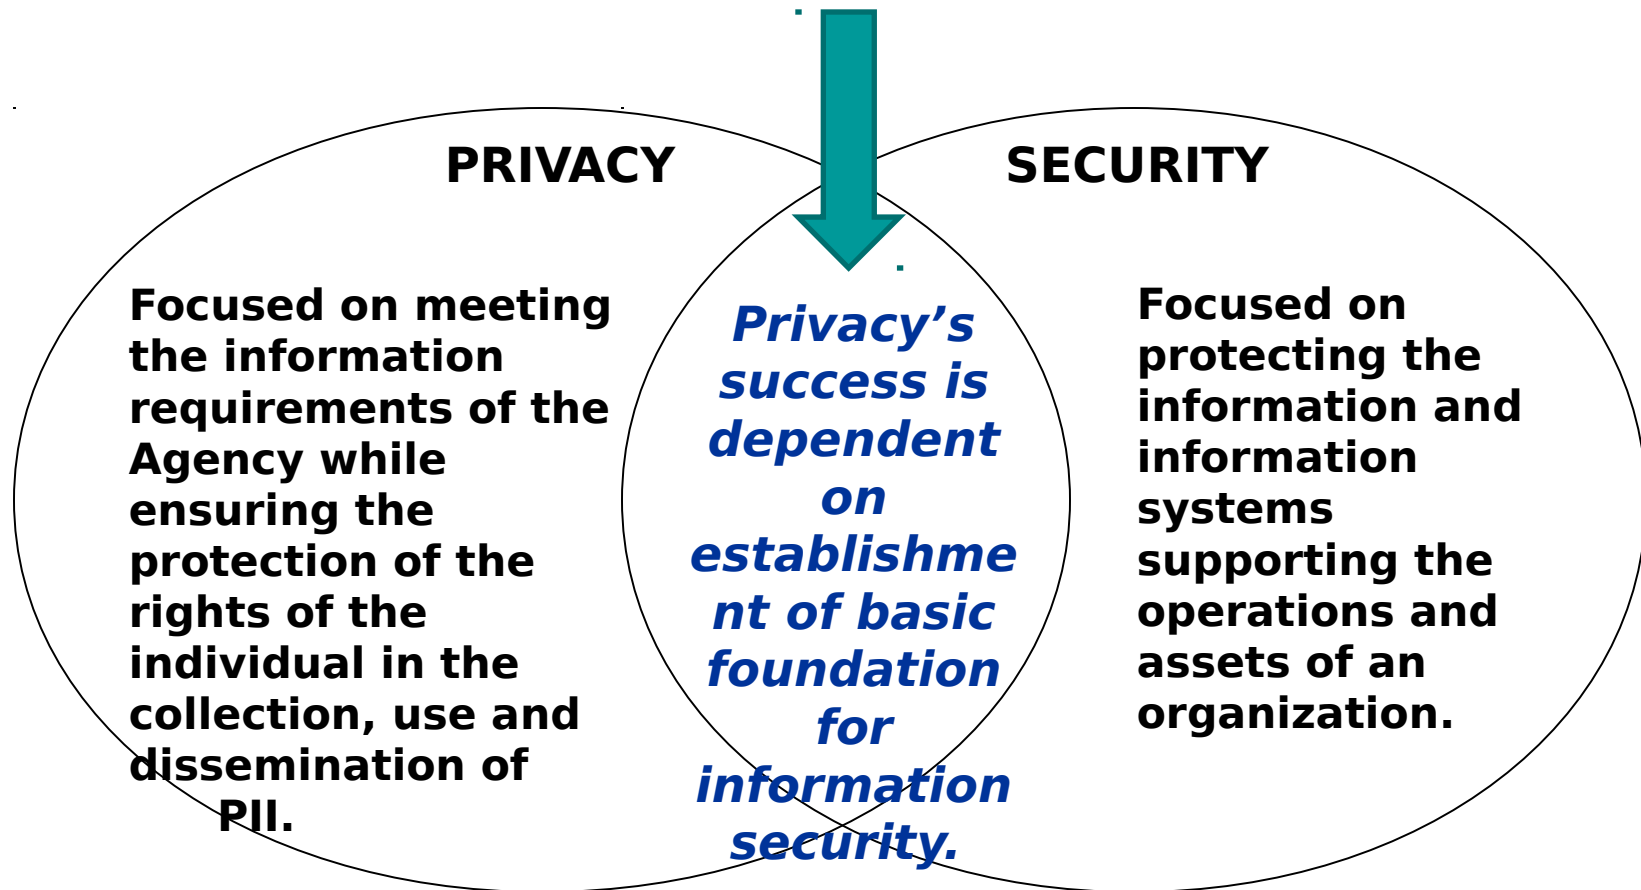 PRIVACY
SECURITY
Focused on meeting
the information
requirements of the
Agency while
ensuring the
protection of the
rights of the
individual in the
collection, use and
dissemination of
PII.
Privacy’s
success is
dependent
on
establishme
nt of basic
foundation
for
information
security.
Focused on
protecting the
information and
information
systems
supporting the
operations and
assets of an
organization.